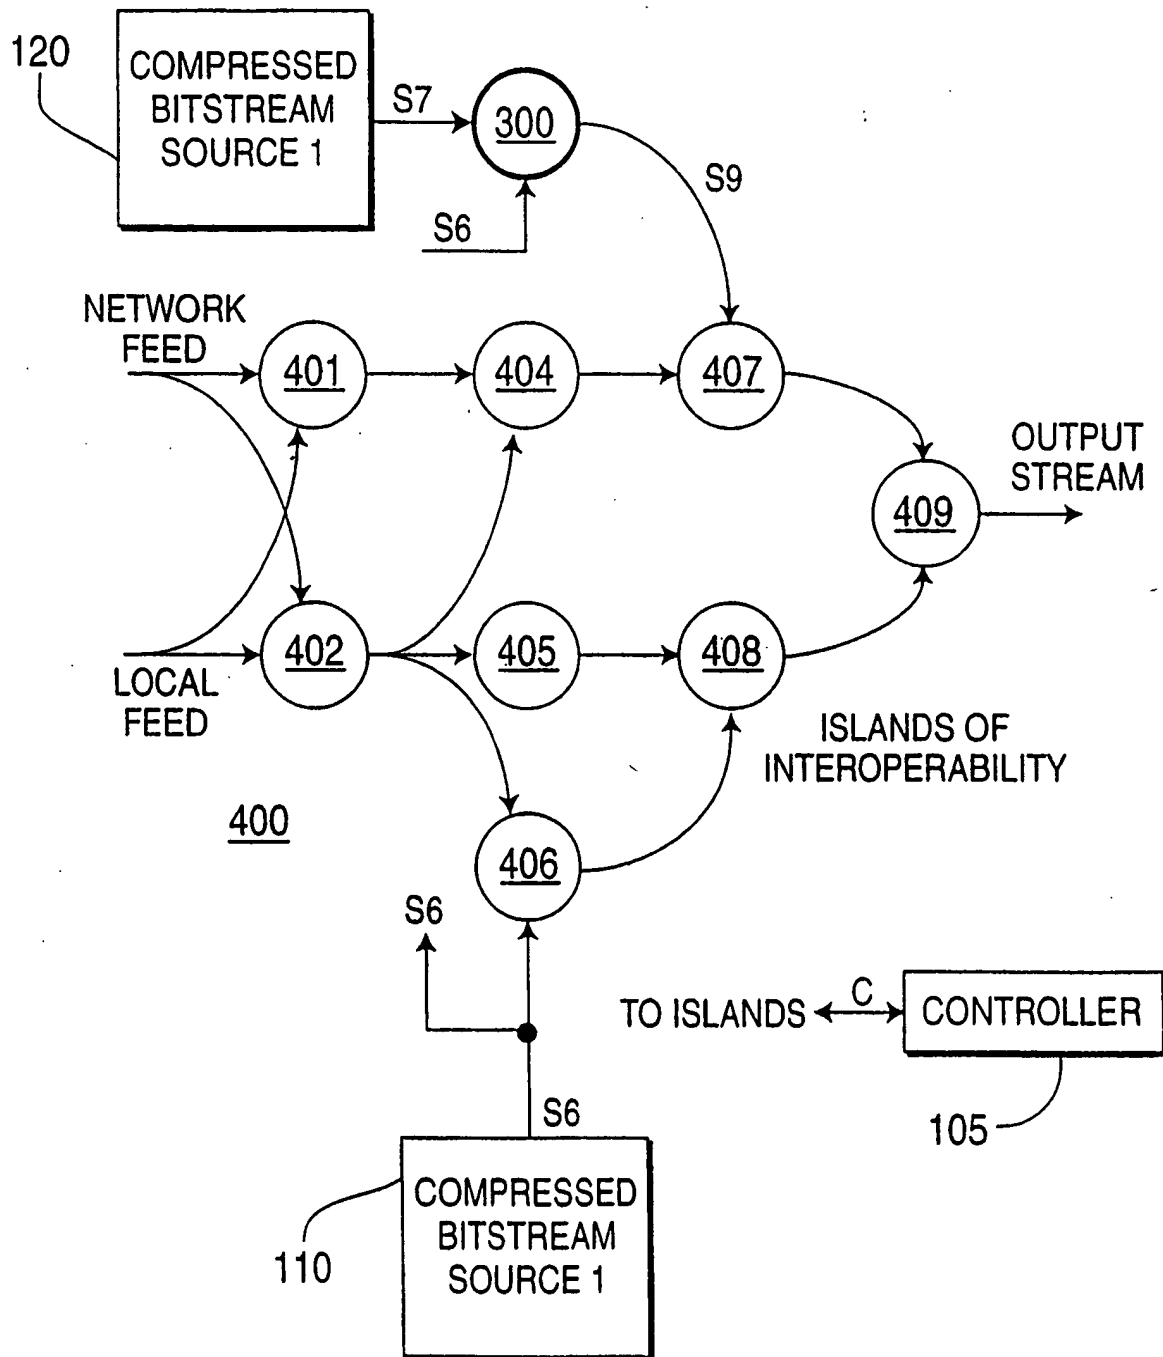 120
COMPRESSED
BITSTREAM
SOURCE 1
S7
300
S9
S6
NETWORK
FEED
401
404
407
OUTPUT
STREAM
409
402
405
408
LOCAL
FEED
ISLANDS OF
INTEROPERABILITY
400
406
S6
TO ISLANDS
C
CONTROLLER
S6
105
COMPRESSED
BITSTREAM
SOURCE 1
110